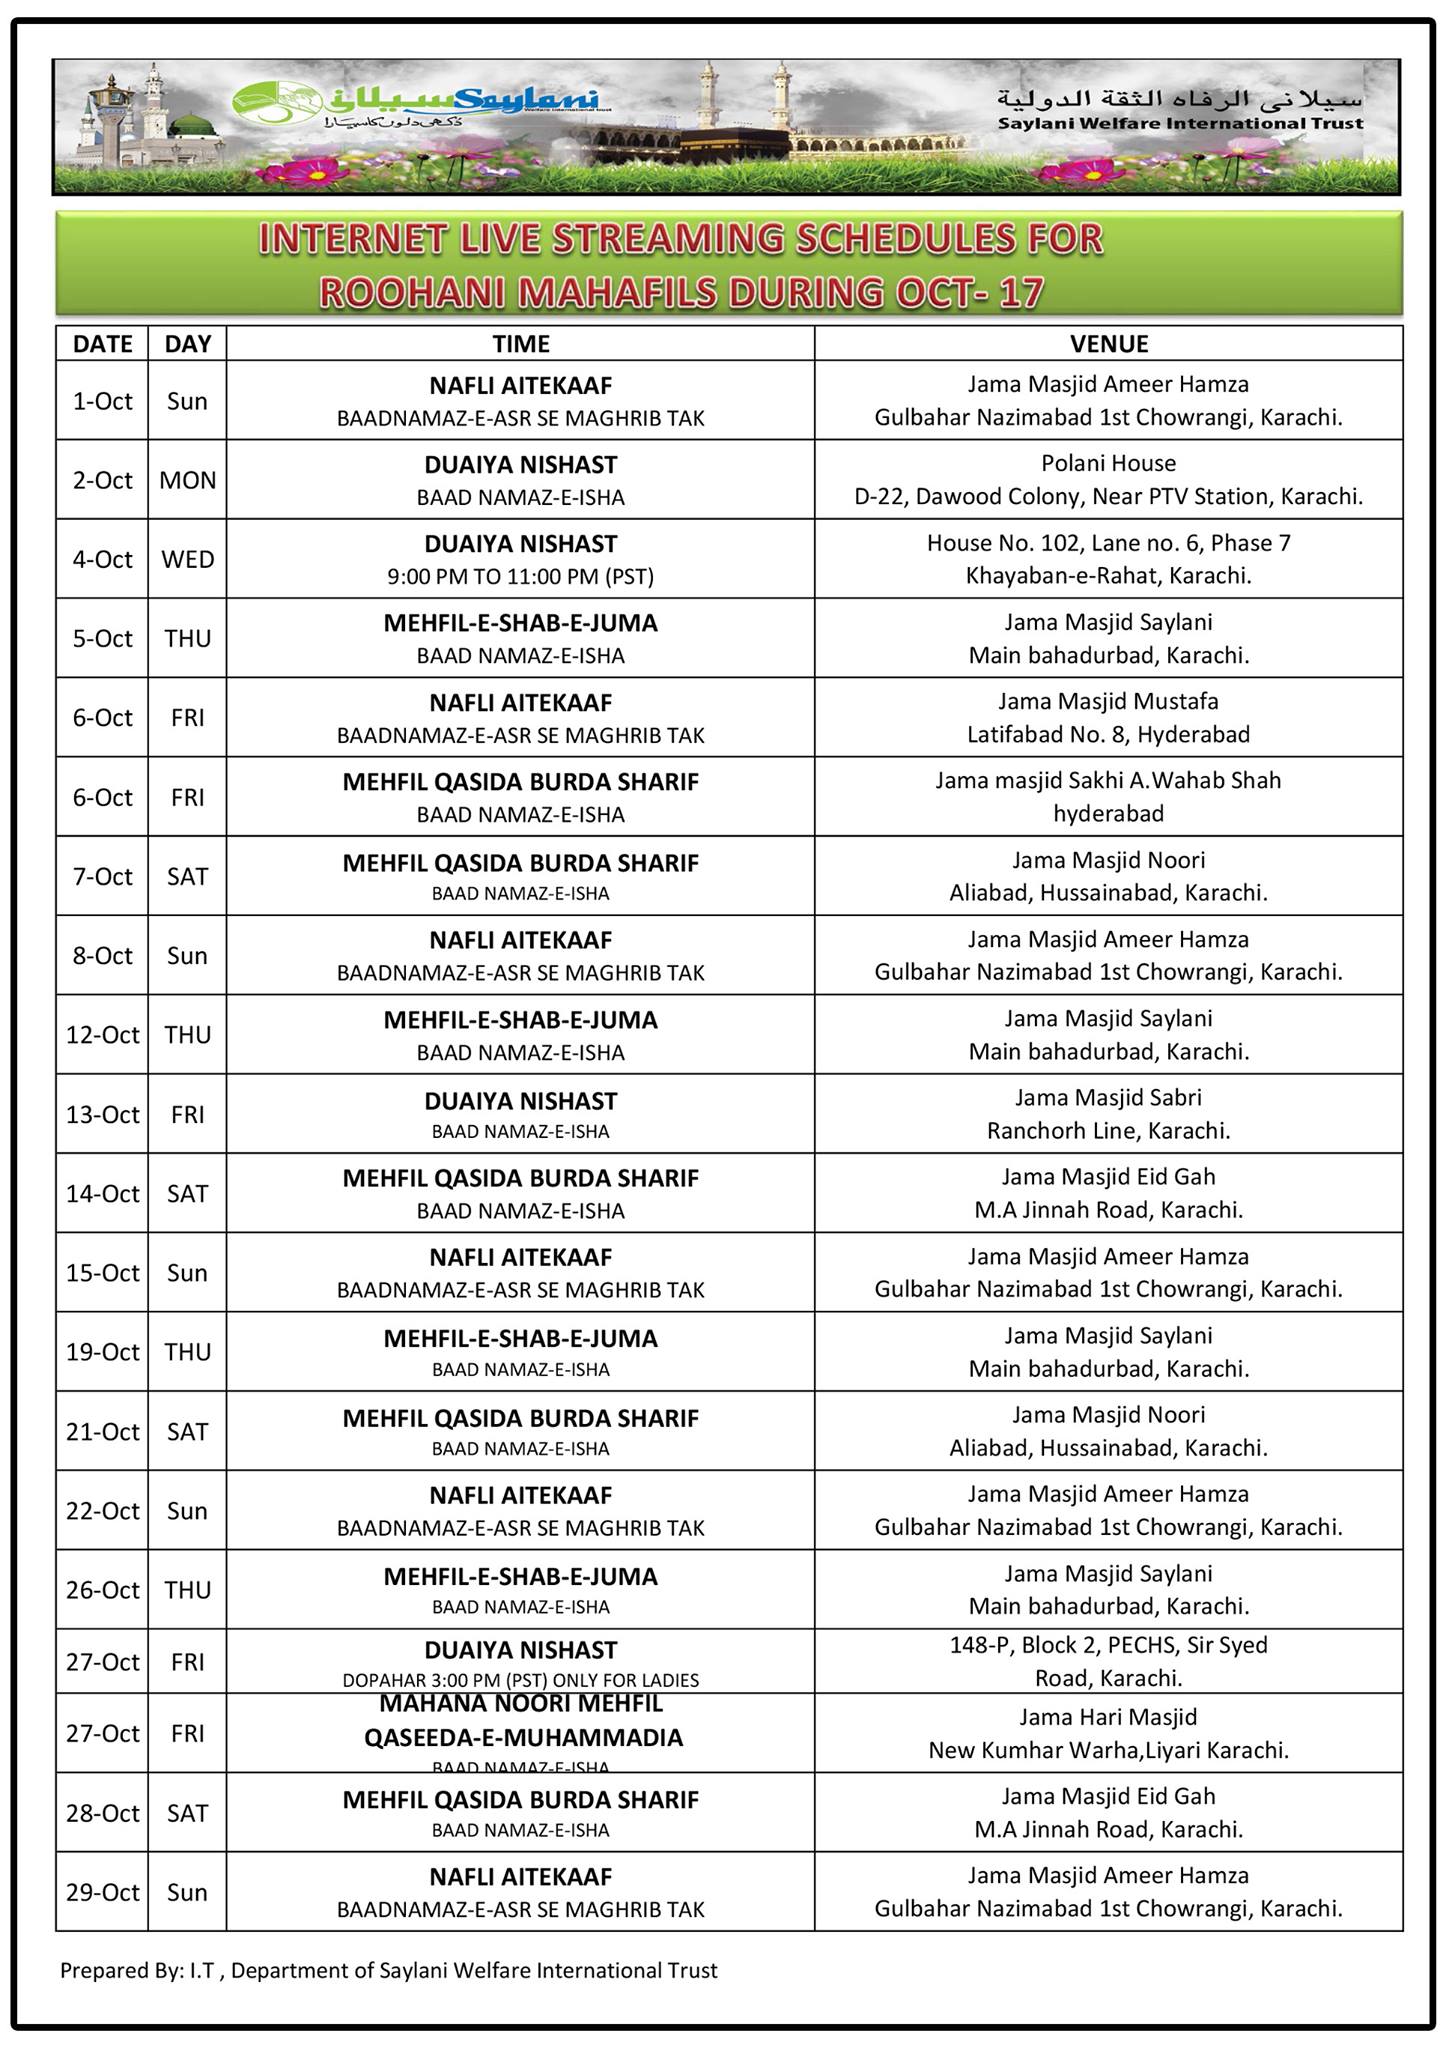 سیلانی Saylani
Welfare International Trust
دُکھی دلوں کا سہارا
سيلاني الرفاه الثقة الدولية
Saylani Welfare International Trust
INTERNET LIVE STREAMING SCHEDULES FOR
ROOHANI MAHAFILS DURING OCT- 17
DATE DAY TIME VENUE
1-Oct Sun NAFLI AITEKAAF Jama Masjid Ameer Hamza
BAADNAMAZ-E-ASR SE MAGHRIB TAK Gulbahar Nazimabad 1st Chowrangi, Karachi.
2-Oct MON DUAIYA NISHAST Polani House
BAAD NAMAZ-E-ISHA D-22, Dawood Colony, Near PTV Station, Karachi.
4-Oct WED DUAIYA NISHAST House No. 102, Lane no. 6, Phase 7
9:00 PM TO 11:00 PM (PST) Khayaban-e-Rahat, Karachi.
5-Oct THU MEHFIL-E-SHAB-E-JUMA Jama Masjid Saylani
BAAD NAMAZ-E-ISHA Main bahadurbad, Karachi.
6-Oct FRI NAFLI AITEKAAF Jama Masjid Mustafa
BAADNAMAZ-E-ASR SE MAGHRIB TAK Latifabad No. 8, Hyderabad
6-Oct FRI MEHFIL QASIDA BURDA SHARIF Jama masjid Sakhi A.Wahab Shah
BAAD NAMAZ-E-ISHA hyderabad
7-Oct SAT MEHFIL QASIDA BURDA SHARIF Jama Masjid Noori
BAAD NAMAZ-E-ISHA Aliabad, Hussainabad, Karachi.
8-Oct Sun NAFLI AITEKAAF Jama Masjid Ameer Hamza
BAADNAMAZ-E-ASR SE MAGHRIB TAK Gulbahar Nazimabad 1st Chowrangi, Karachi.
12-Oct THU MEHFIL-E-SHAB-E-JUMA Jama Masjid Saylani
BAAD NAMAZ-E-ISHA Main bahadurbad, Karachi.
13-Oct FRI DUAIYA NISHAST Jama Masjid Sabri
BAAD NAMAZ-E-ISHA Ranchorh Line, Karachi.
14-Oct SAT MEHFIL QASIDA BURDA SHARIF Jama Masjid Eid Gah
BAAD NAMAZ-E-ISHA M.A Jinnah Road, Karachi.
15-Oct Sun NAFLI AITEKAAF Jama Masjid Ameer Hamza
BAADNAMAZ-E-ASR SE MAGHRIB TAK Gulbahar Nazimabad 1st Chowrangi, Karachi.
19-Oct THU MEHFIL-E-SHAB-E-JUMA Jama Masjid Saylani
BAAD NAMAZ-E-ISHA Main bahadurbad, Karachi.
21-Oct SAT MEHFIL QASIDA BURDA SHARIF Jama Masjid Noori
BAAD NAMAZ-E-ISHA Aliabad, Hussainabad, Karachi.
22-Oct Sun NAFLI AITEKAAF Jama Masjid Ameer Hamza
BAADNAMAZ-E-ASR SE MAGHRIB TAK Gulbahar Nazimabad 1st Chowrangi, Karachi.
26-Oct THU MEHFIL-E-SHAB-E-JUMA Jama Masjid Saylani
BAAD NAMAZ-E-ISHA Main bahadurbad, Karachi.
27-Oct FRI DUAIYA NISHAST 148-P, Block 2, PECHS, Sir Syed
DOPAHAR 3:00 PM (PST) ONLY FOR LADIES Road, Karachi.
27-Oct FRI MAHANA NOORI MEHFIL Jama Hari Masjid
QASEEDA-E-MUHAMMADIA New Kumhar Warha,Liyari Karachi.
BAAD NAMAZ-E-ISHA
28-Oct SAT MEHFIL QASIDA BURDA SHARIF Jama Masjid Eid Gah
BAAD NAMAZ-E-ISHA M.A Jinnah Road, Karachi.
29-Oct Sun NAFLI AITEKAAF Jama Masjid Ameer Hamza
BAADNAMAZ-E-ASR SE MAGHRIB TAK Gulbahar Nazimabad 1st Chowrangi, Karachi.
Prepared By: I.T , Department of Saylani Welfare International Trust